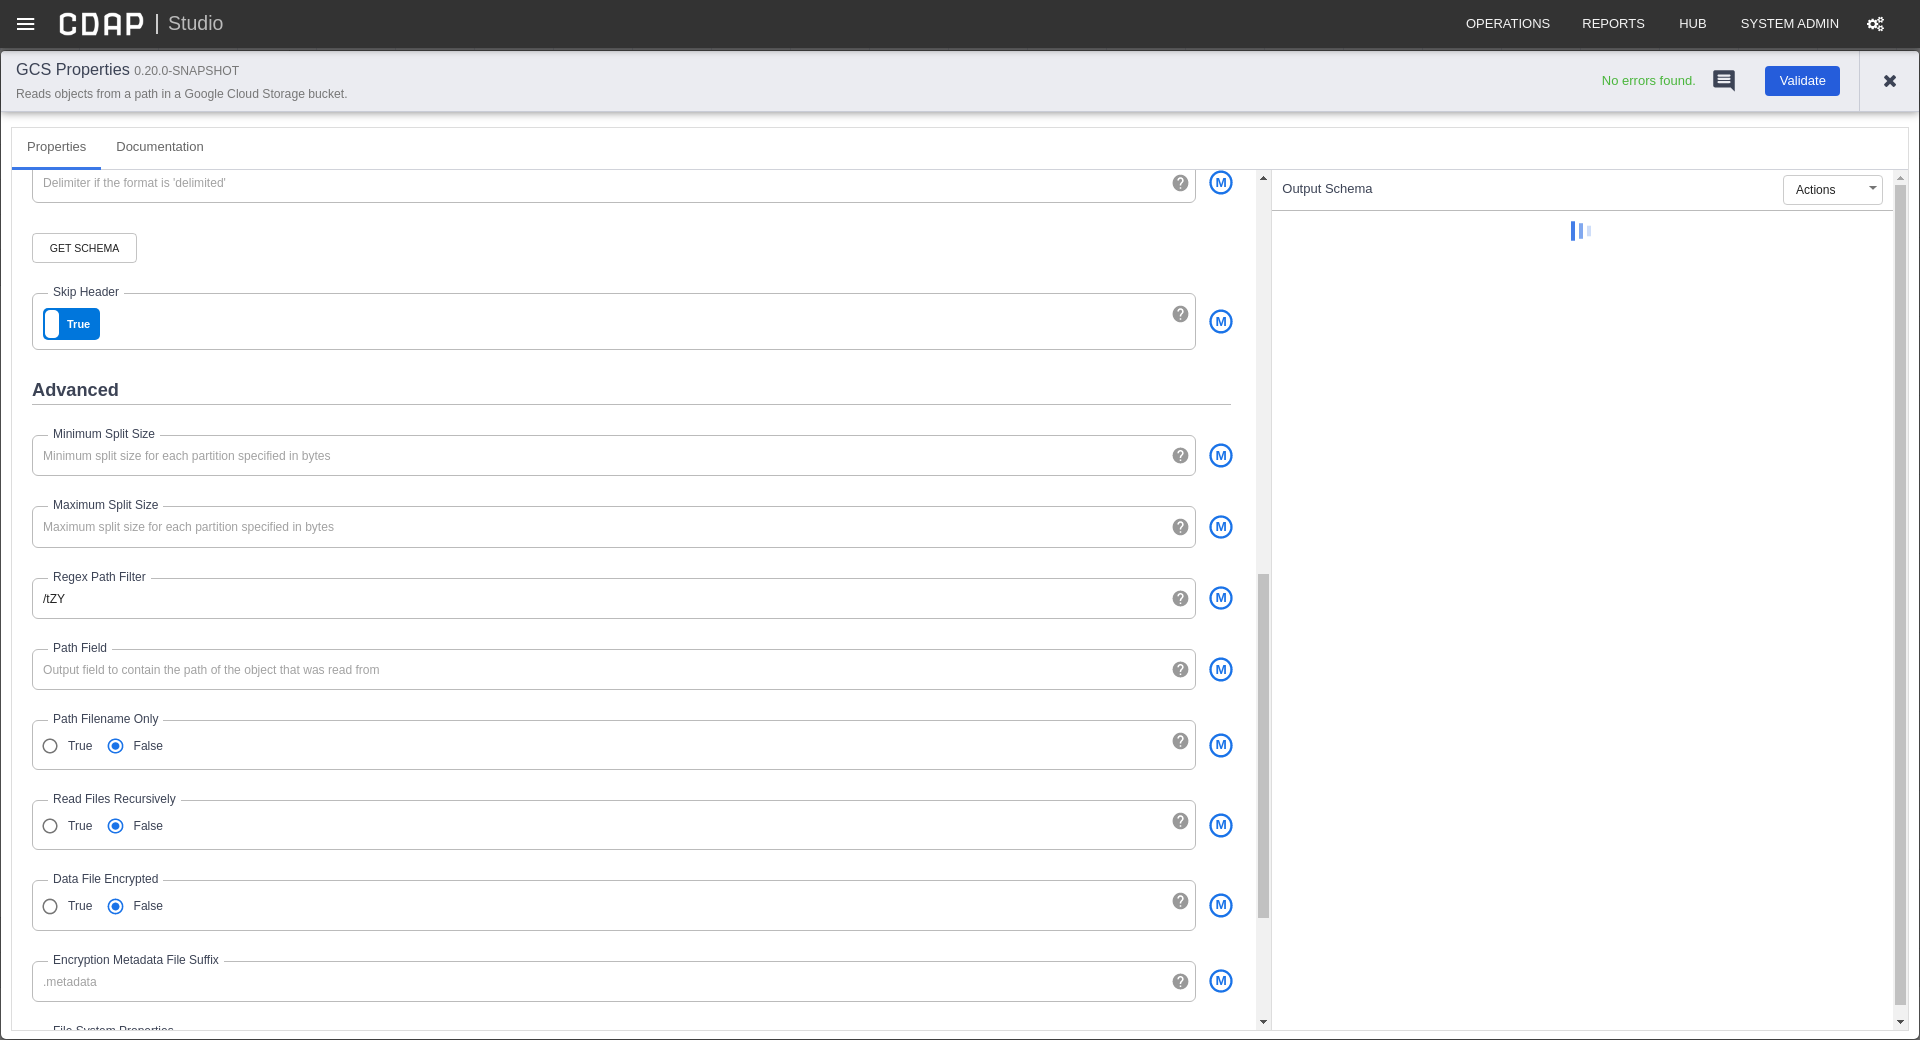 CDAP | Studio
OPERATIONS REPORTS HUB SYSTEM ADMIN
GCS Properties 0.20.0-SNAPSHOT
Reads objects from a path in a Google Cloud Storage bucket.
No errors found.
Validate
Properties Documentation
Delimiter if the format is 'delimited'
M
Output Schema
Actions
GET SCHEMA
Skip Header
True
M
Advanced
Minimum Split Size
Minimum split size for each partition specified in bytes
M
Maximum Split Size
Maximum split size for each partition specified in bytes
M
Regex Path Filter
/tZY
M
Path Field
Output field to contain the path of the object that was read from
M
Path Filename Only
True False
M
Read Files Recursively
True False
M
Data File Encrypted
True False
M
Encryption Metadata File Suffix
.metadata
M
File System Properties